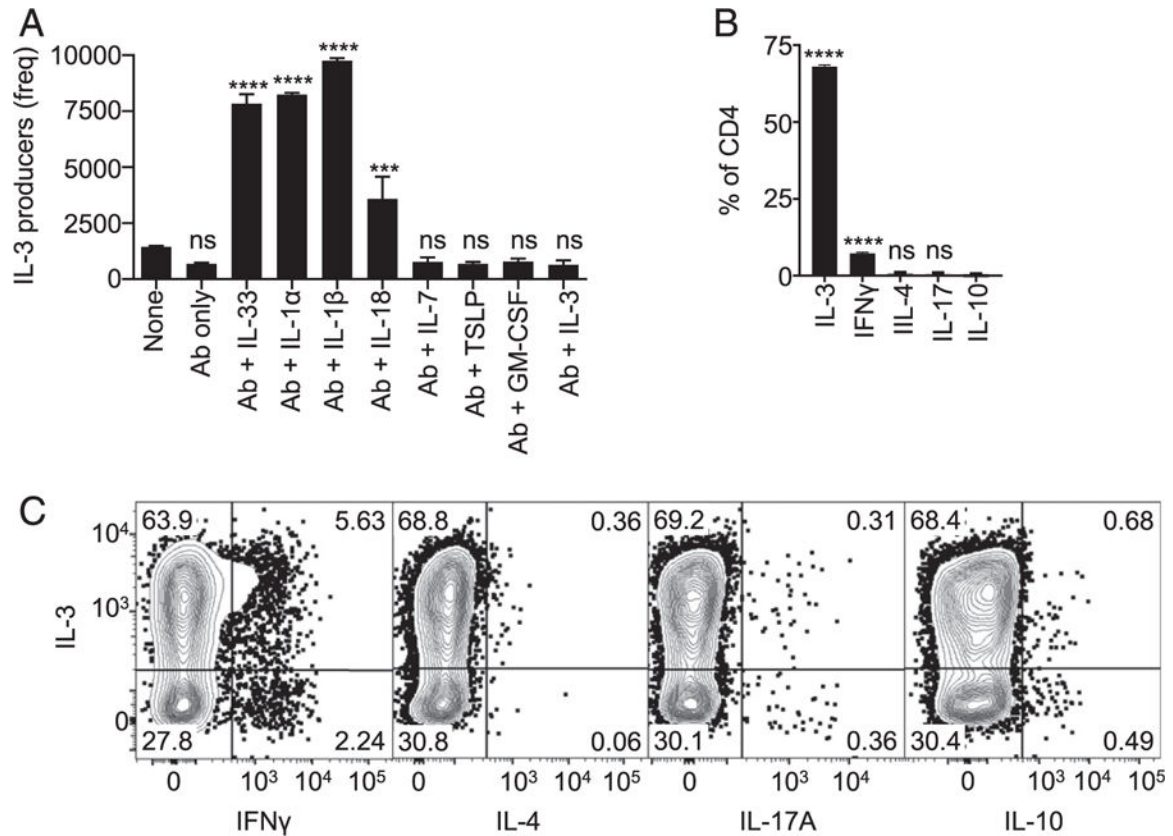 A
IL-3 producers (freq)
10000
7500
5000
2500
0
ns
****
****
****
***
ns
ns
ns
ns
None
Ab only
Ab + IL-33
Ab + IL-1α
Ab + IL-1β
Ab + IL-18
Ab + IL-7
Ab + TSLP
Ab + GM-CSF
Ab + IL-3
B
% of CD4
75
50
25
0
****
****
ns
ns
IL-3
IFNγ
IIL-4
IL-17
IL-10
C
IL-3
10⁴
10³
0
63.9 5.63
27.8 2.24
68.8 0.36
30.8 0.06
69.2 0.31
30.1 0.36
68.4 0.68
30.4 0.49
0 10³ 10⁴ 10⁵
0 10³ 10⁴ 10⁵
0 10³ 10⁴ 10⁵
0 10³ 10⁴ 10⁵
IFNγ
IL-4
IL-17A
IL-10